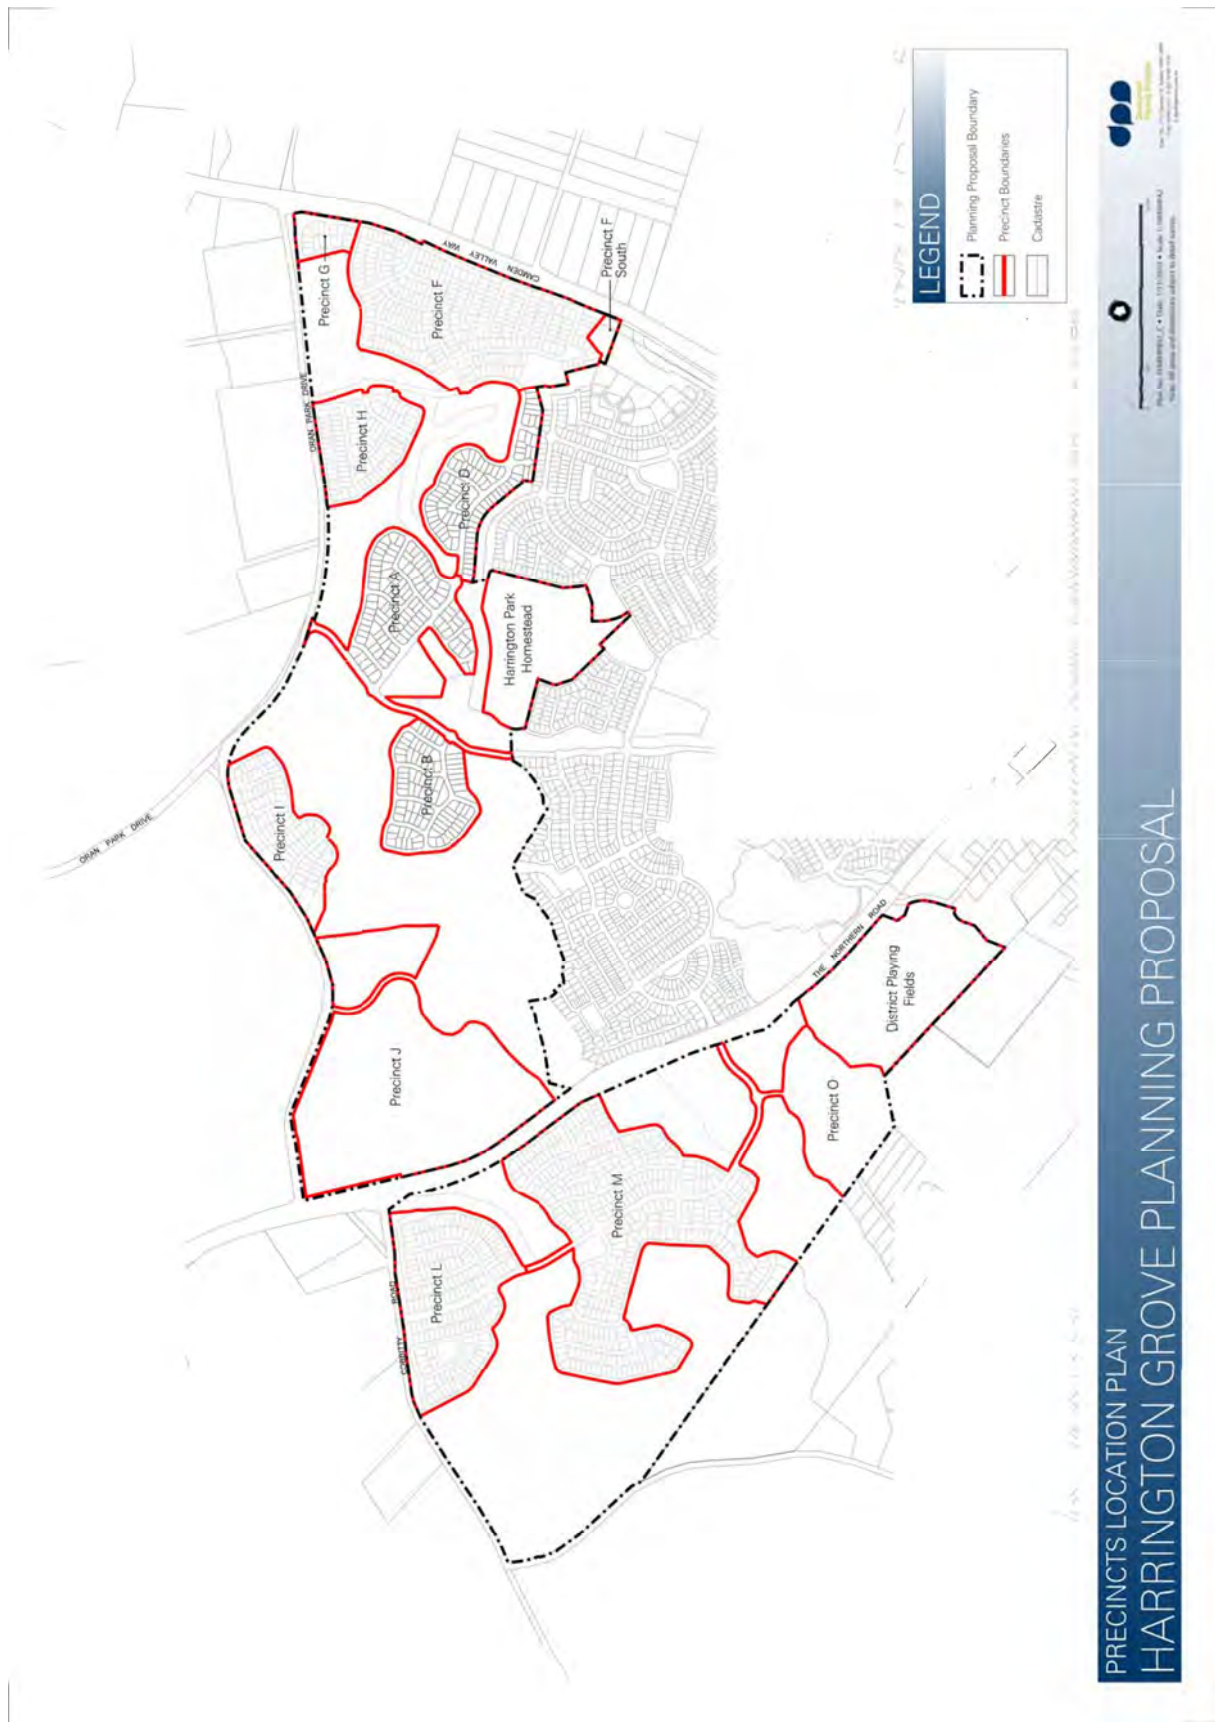 ORAN PARK DRIVE
ORAN PARK DRIVE
CAMDEN VALLEY WAY
THE NORTHERN ROAD
COBBITTY ROAD
Precinct G
Precinct F
Precinct F
South
Precinct H
Precinct D
Precinct A
Harrington Park
Homestead
Precinct B
Precinct I
Precinct J
Precinct L
Precinct M
Precinct O
District Playing
Fields
LEGEND
Planning Proposal Boundary
Precinct Boundaries
Cadastre
PRECINCTS LOCATION PLAN
HARRINGTON GROVE PLANNING PROPOSAL
dpp